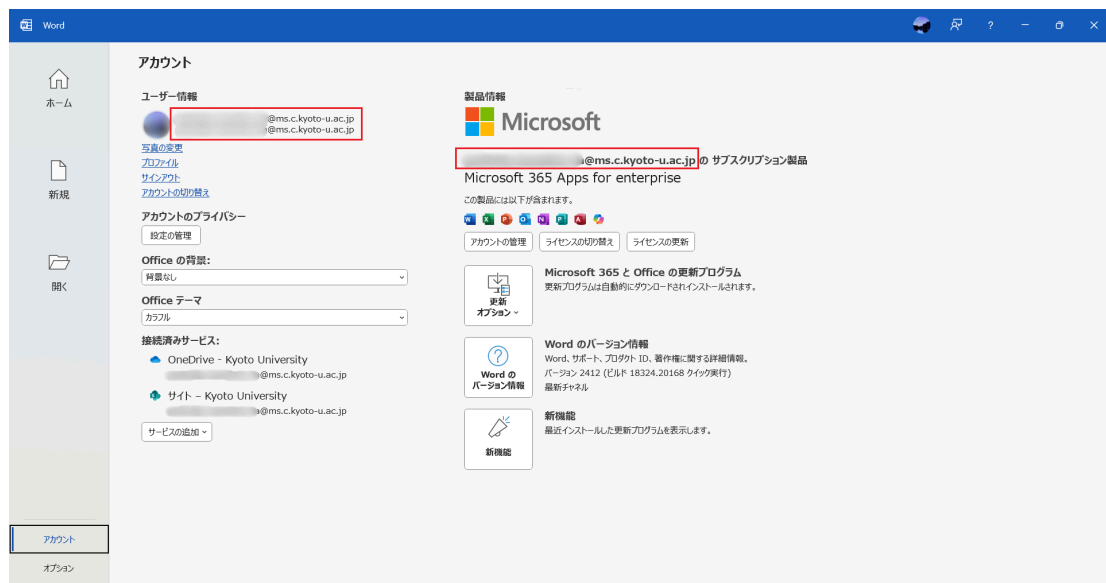 Word
?
ホーム
新規
開く
アカウント
オプション
アカウント
ユーザー情報
@ms.c.kyoto-u.ac.jp
@ms.c.kyoto-u.ac.jp
写真の変更
プロファイル
サインアウト
アカウントの切り替え
アカウントのプライバシー
設定の管理
Office の背景:
背景なし
Office テーマ
カラフル
接続済みサービス:
OneDrive - Kyoto University
@ms.c.kyoto-u.ac.jp
サイト - Kyoto University
@ms.c.kyoto-u.ac.jp
サービスの追加
製品情報
Microsoft
@ms.c.kyoto-u.ac.jp の サブスクリプション製品
Microsoft 365 Apps for enterprise
この製品には以下が含まれます。
アカウントの管理 ライセンスの切り替え ライセンスの更新
更新
オプション
Microsoft 365 と Office の更新プログラム
更新プログラムは自動的にダウンロードされインストールされます。
Word の
バージョン情報
Word のバージョン情報
Word、サポート、プロダクト ID、著作権に関する詳細情報。
バージョン 2412 (ビルド 18324.20168 クイック実行)
最新チャネル
新機能
新機能
最近インストールした更新プログラムを表示します。